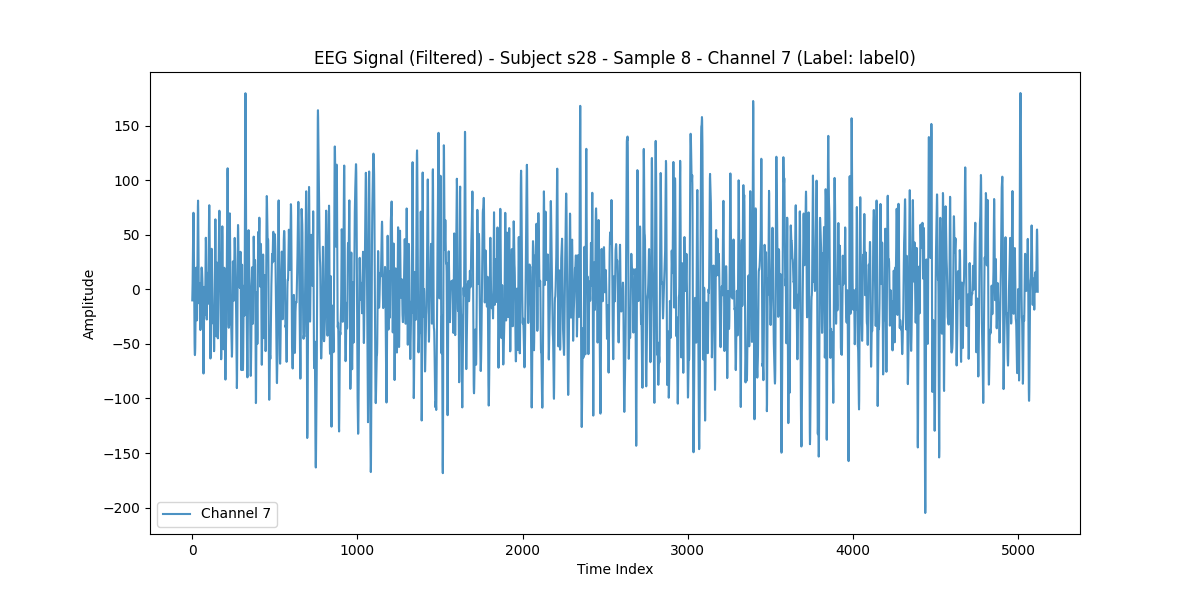 EEG Signal (Filtered) - Subject s28 - Sample 8 - Channel 7 (Label: label0)
Amplitude
150
100
50
0
−50
−100
−150
−200
Channel 7
0 1000 2000 3000 4000 5000
Time Index